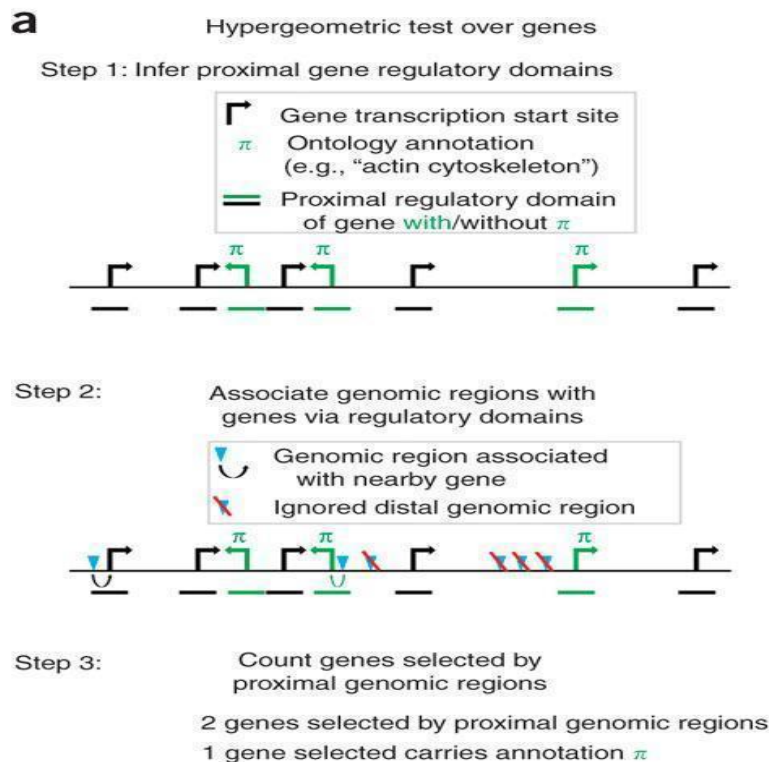 a
Hypergeometric test over genes
Step 1: Infer proximal gene regulatory domains
Gene transcription start site
π Ontology annotation
(e.g., “actin cytoskeleton”)
Proximal regulatory domain
of gene with/without π
π π π
Step 2: Associate genomic regions with
genes via regulatory domains
Genomic region associated
with nearby gene
Ignored distal genomic region
π π π
Step 3: Count genes selected by
proximal genomic regions
2 genes selected by proximal genomic regions
1 gene selected carries annotation π